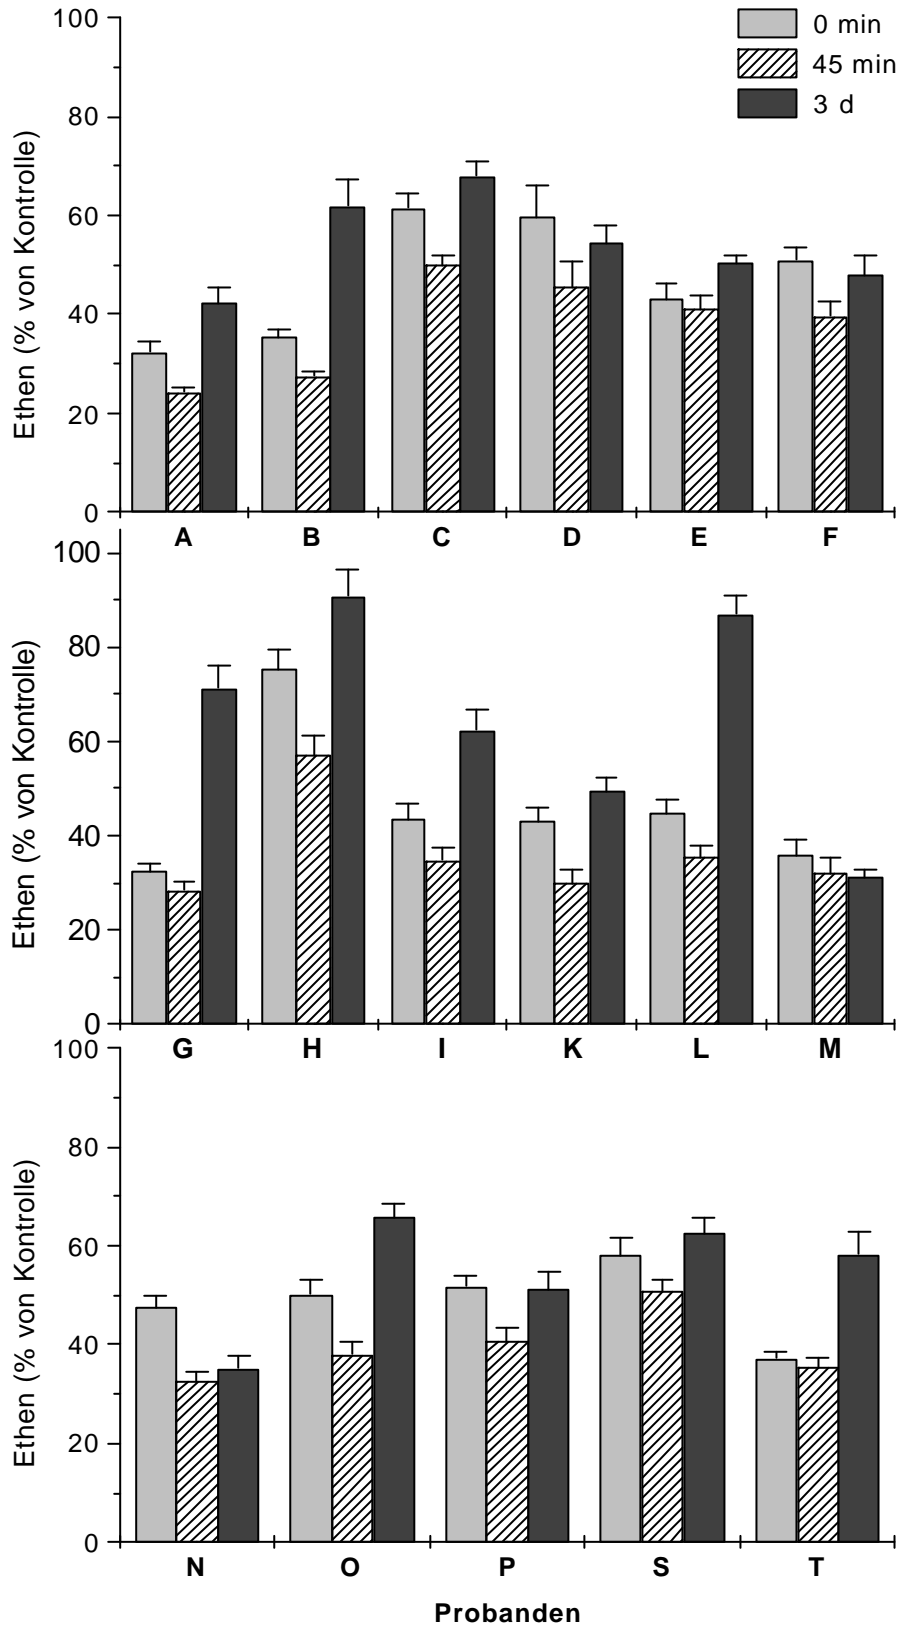 0 min
45 min
3 d
Ethen (% von Kontrolle)
100
80
60
40
20
0
A B C D E F
Ethen (% von Kontrolle)
100
80
60
40
20
0
G H I K L M
Ethen (% von Kontrolle)
100
80
60
40
20
0
N O P S T
Probanden